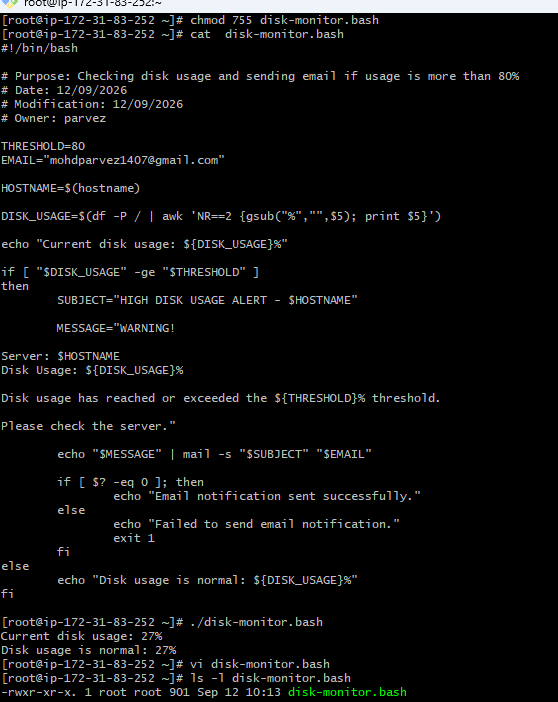 root@ip-172-31-83-252:~
[root@ip-172-31-83-252 ~]# chmod 755 disk-monitor.bash
[root@ip-172-31-83-252 ~]# cat  disk-monitor.bash
#!/bin/bash

# Purpose: Checking disk usage and sending email if usage is more than 80%
# Date: 12/09/2026
# Modification: 12/09/2026
# Owner: parvez

THRESHOLD=80
EMAIL="mohdparvez1407@gmail.com"

HOSTNAME=$(hostname)

DISK_USAGE=$(df -P / | awk 'NR==2 {gsub("%","",$5); print $5}')

echo "Current disk usage: ${DISK_USAGE}%"

if [ "$DISK_USAGE" -ge "$THRESHOLD" ]
then
        SUBJECT="HIGH DISK USAGE ALERT - $HOSTNAME"

        MESSAGE="WARNING!

Server: $HOSTNAME
Disk Usage: ${DISK_USAGE}%

Disk usage has reached or exceeded the ${THRESHOLD}% threshold.

Please check the server."

        echo "$MESSAGE" | mail -s "$SUBJECT" "$EMAIL"

        if [ $? -eq 0 ]; then
                echo "Email notification sent successfully."
        else
                echo "Failed to send email notification."
                exit 1
        fi
else
        echo "Disk usage is normal: ${DISK_USAGE}%"
fi

[root@ip-172-31-83-252 ~]# ./disk-monitor.bash
Current disk usage: 27%
Disk usage is normal: 27%
[root@ip-172-31-83-252 ~]# vi disk-monitor.bash
[root@ip-172-31-83-252 ~]# ls -l disk-monitor.bash
-rwxr-xr-x. 1 root root 901 Sep 12 10:13 disk-monitor.bash